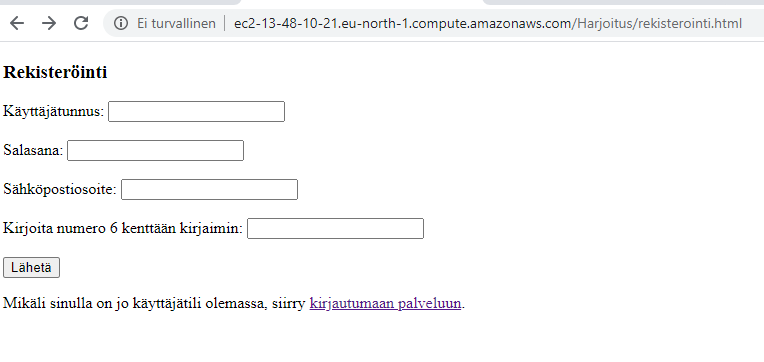 Ei turvallinen | ec2-13-48-10-21.eu-north-1.compute.amazonaws.com/Harjoitus/rekisterointi.html
Rekisteröinti
Käyttäjätunnus:
Salasana:
Sähköpostiosoite:
Kirjoita numero 6 kenttään kirjaimin:
Lähetä
Mikäli sinulla on jo käyttäjätili olemassa, siirry kirjautumaan palveluun.